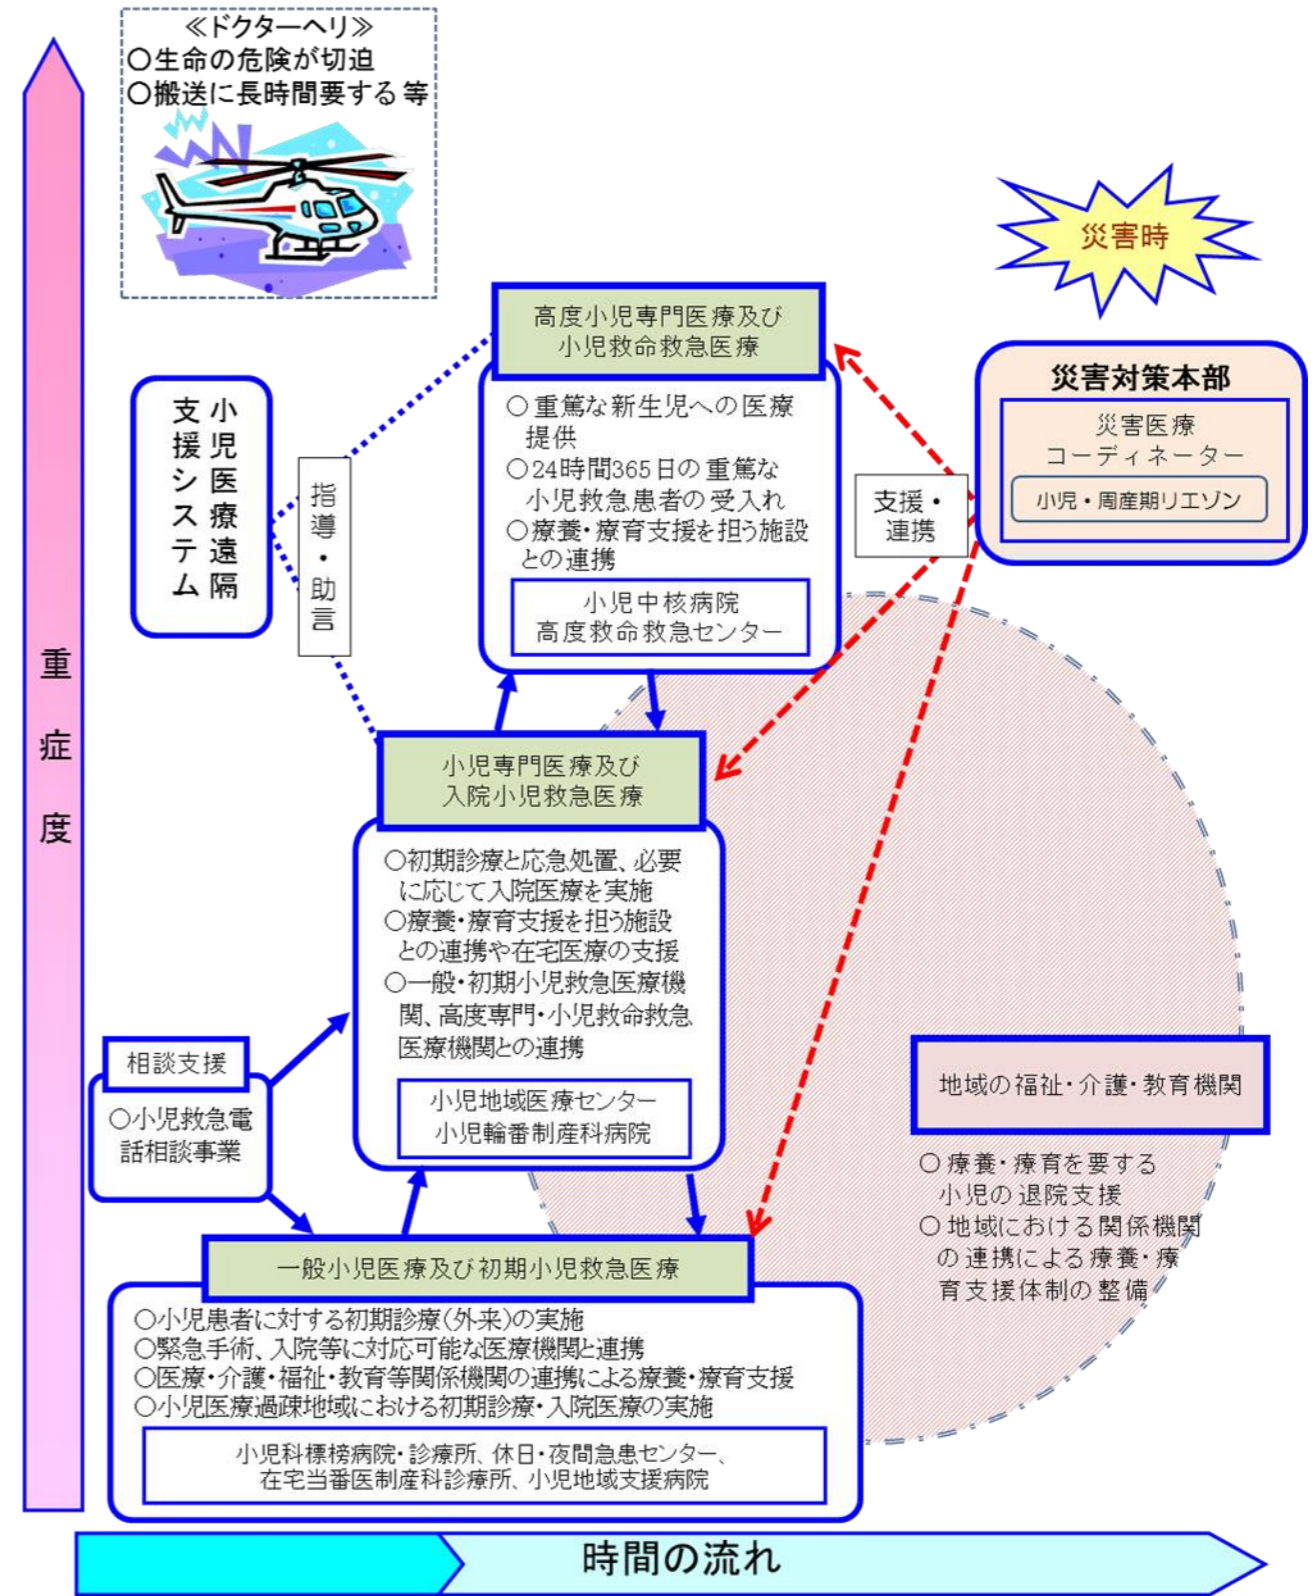 ≪ドクターヘリ≫
○生命の危険が切迫
○搬送に長時間要する等
災害時
高度小児専門医療及び
小児救命救急医療
○重篤な新生児への医療
提供
○24時間365日の重篤な
小児救急患者の受入れ
○療養・療育支援を担う施設
との連携
小児中核病院
高度救命救急センター
災害対策本部
災害医療
コーディネーター
小児・周産期リエゾン
支援・
連携
小児医療遠隔
支援システム
指導・助言
重症度
小児専門医療及び
入院小児救急医療
○初期診療と応急処置、必要
に応じて入院医療を実施
○療養・療育支援を担う施設
との連携や在宅医療の支援
○一般・初期小児救急医療機
関、高度専門・小児救命救急
医療機関との連携
小児地域医療センター
小児輪番制産科病院
相談支援
○小児救急電
話相談事業
地域の福祉・介護・教育機関
○療養・療育を要する
小児の退院支援
○地域における関係機関
の連携による療養・療
育支援体制の整備
一般小児医療及び初期小児救急医療
○小児患者に対する初期診療(外来)の実施
○緊急手術、入院等に対応可能な医療機関と連携
○医療・介護・福祉・教育等関係機関の連携による療養・療育支援
○小児医療過疎地域における初期診療・入院医療の実施
小児科標榜病院・診療所、休日・夜間急患センター、
在宅当番医制産科診療所、小児地域支援病院
時間の流れ